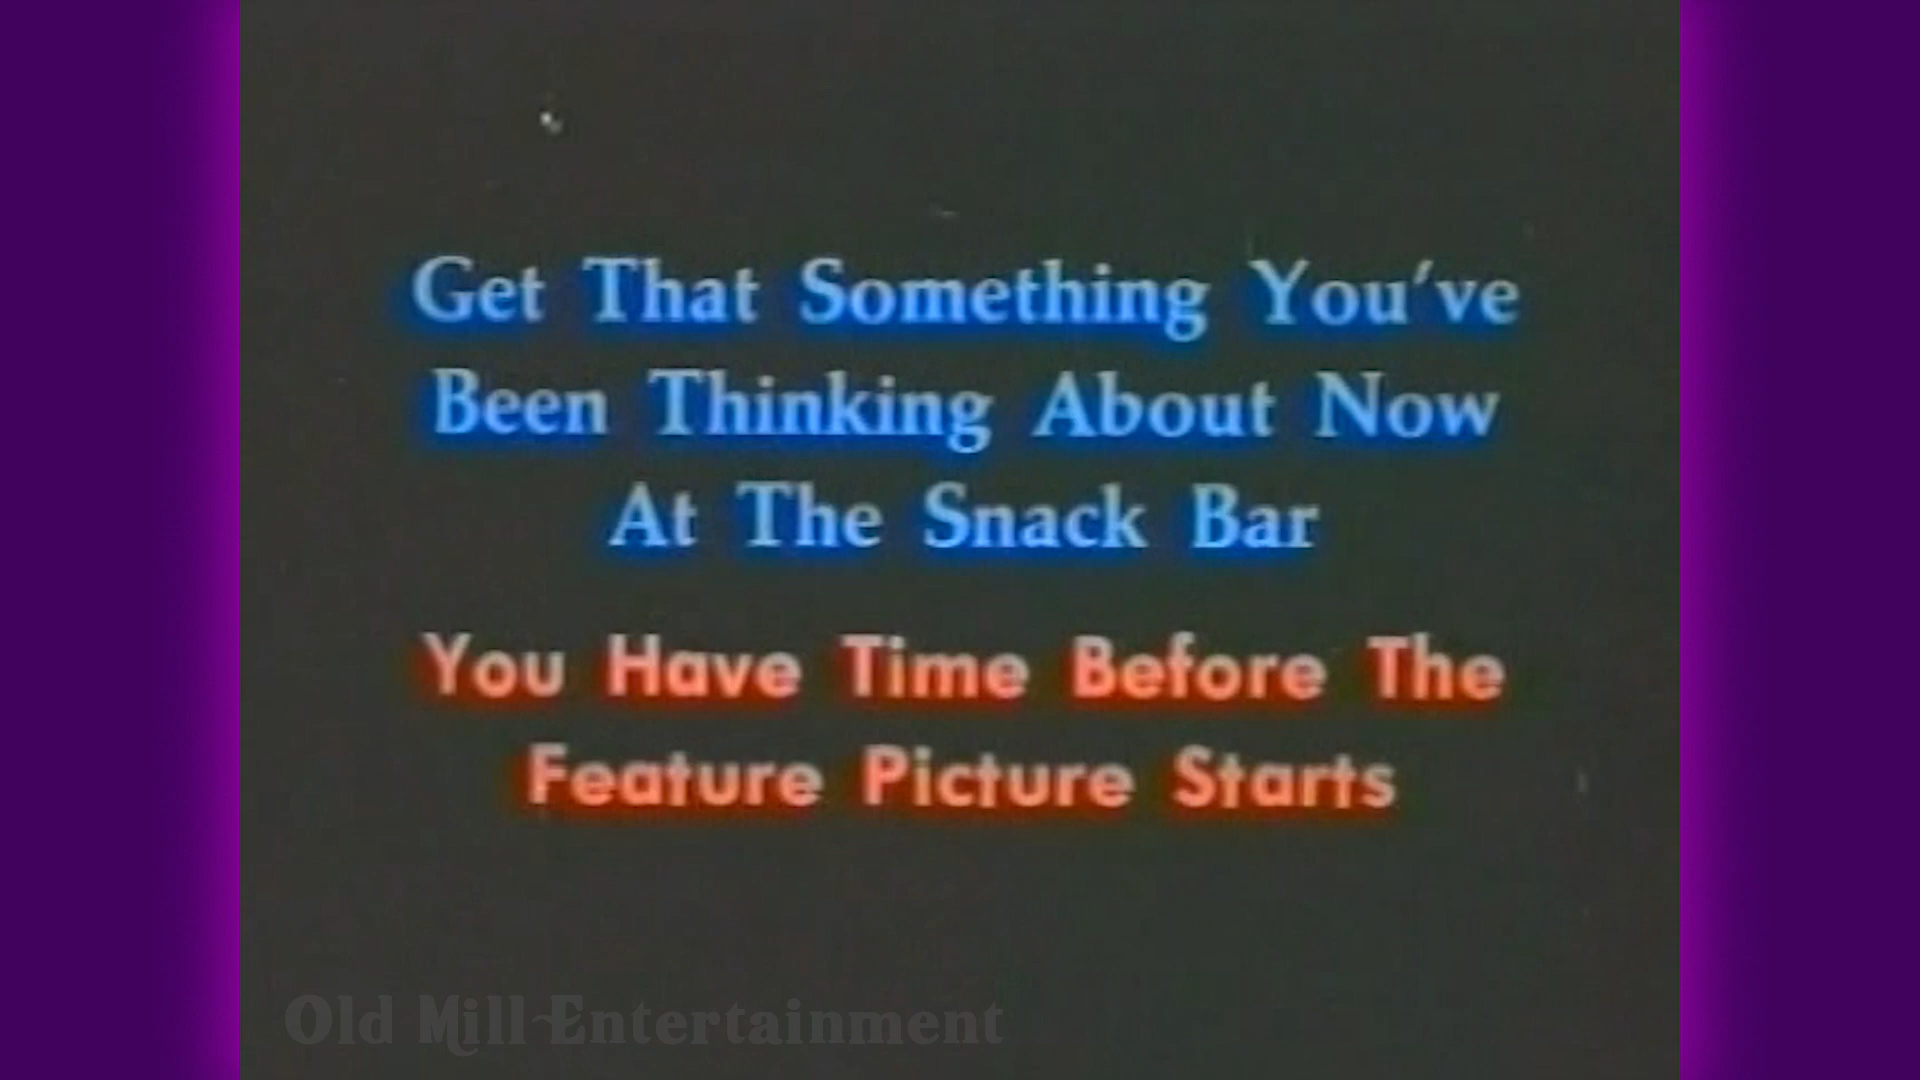 Get That Something You've
Been Thinking About Now
At The Snack Bar
You Have Time Before The
Feature Picture Starts
Old Mill Entertainment